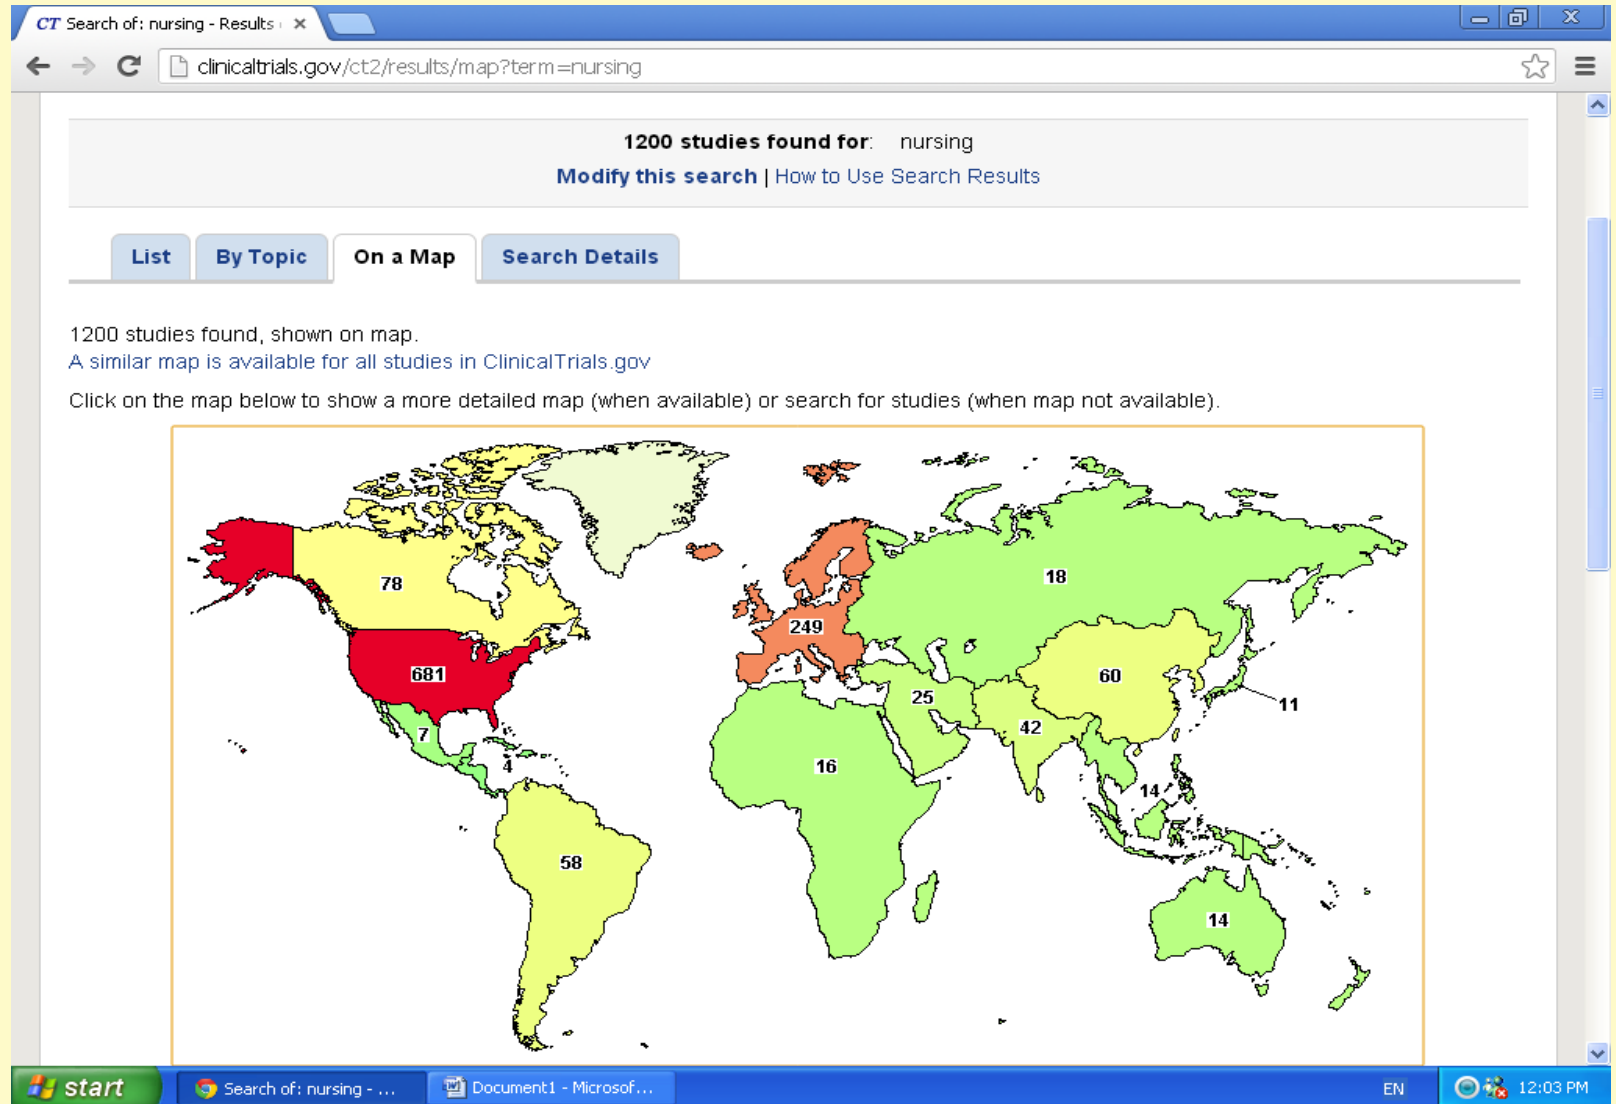 CT Search of: nursing - Results
clinicaltrials.gov/ct2/results/map?term=nursing
1200 studies found for: nursing
Modify this search | How to Use Search Results
List By Topic On a Map Search Details
1200 studies found, shown on map.
A similar map is available for all studies in ClinicalTrials.gov
Click on the map below to show a more detailed map (when available) or search for studies (when map not available).
78
18
249
681
60
25
11
42
7
4
16
14
58
14
start Search of: nursing - ... Document1 - Microsof... EN 12:03 PM